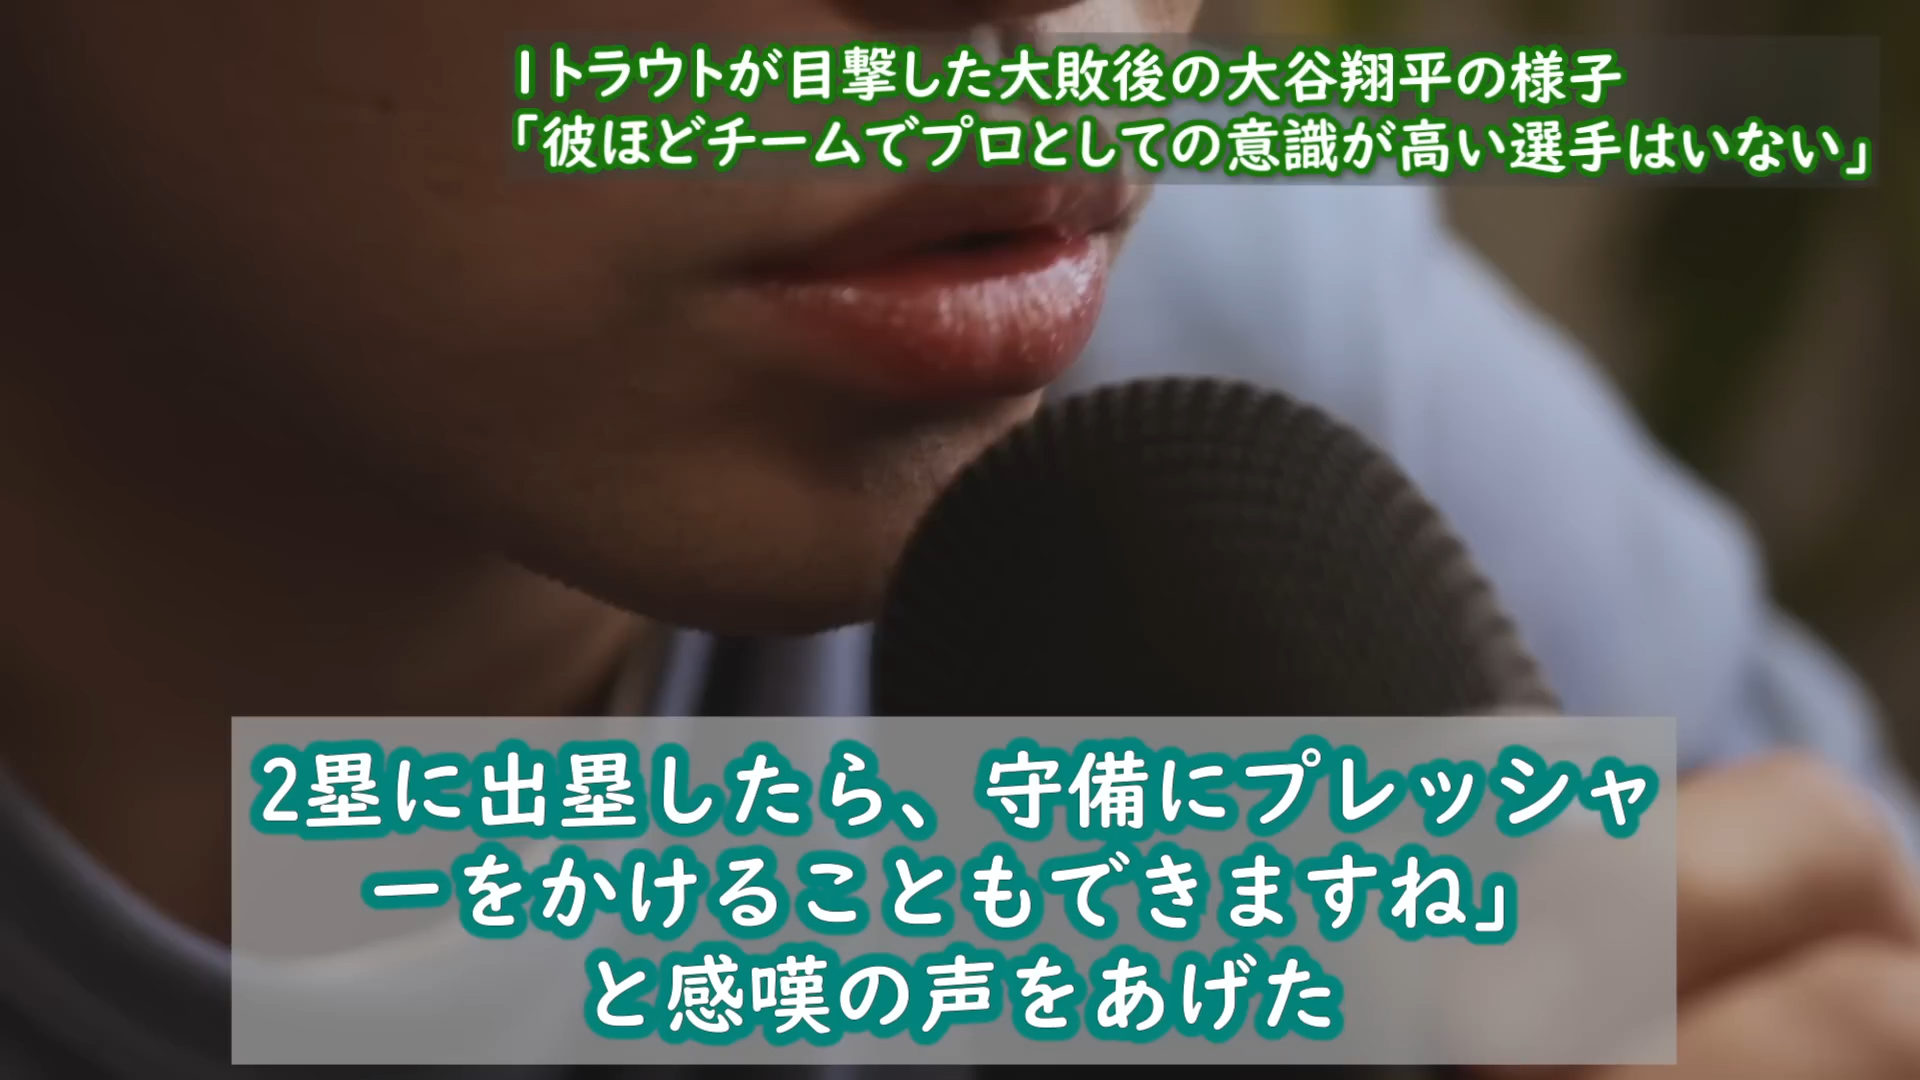 |トラウトが目撃した大敗後の大谷翔平の様子
「彼ほどチームでプロとしての意識が高い選手はいない」
2塁に出塁したら、守備にプレッシャ
ーをかけることもできますね」
と感嘆の声をあげた